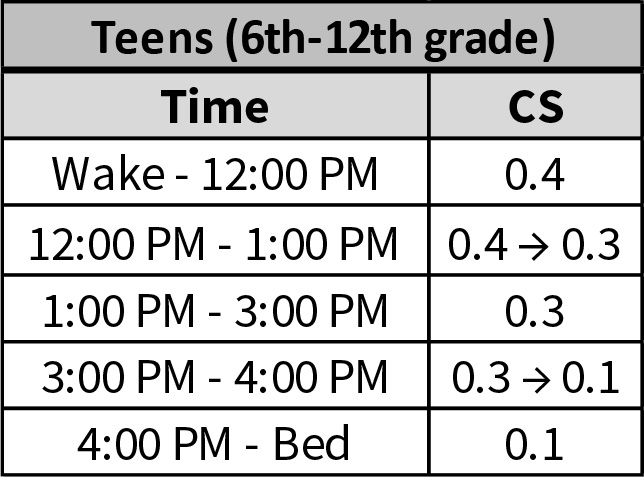 Teens (6th-12th grade)
Time CS
Wake - 12:00 PM 0.4
12:00 PM - 1:00 PM 0.4 → 0.3
1:00 PM - 3:00 PM 0.3
3:00 PM - 4:00 PM 0.3 → 0.1
4:00 PM - Bed 0.1